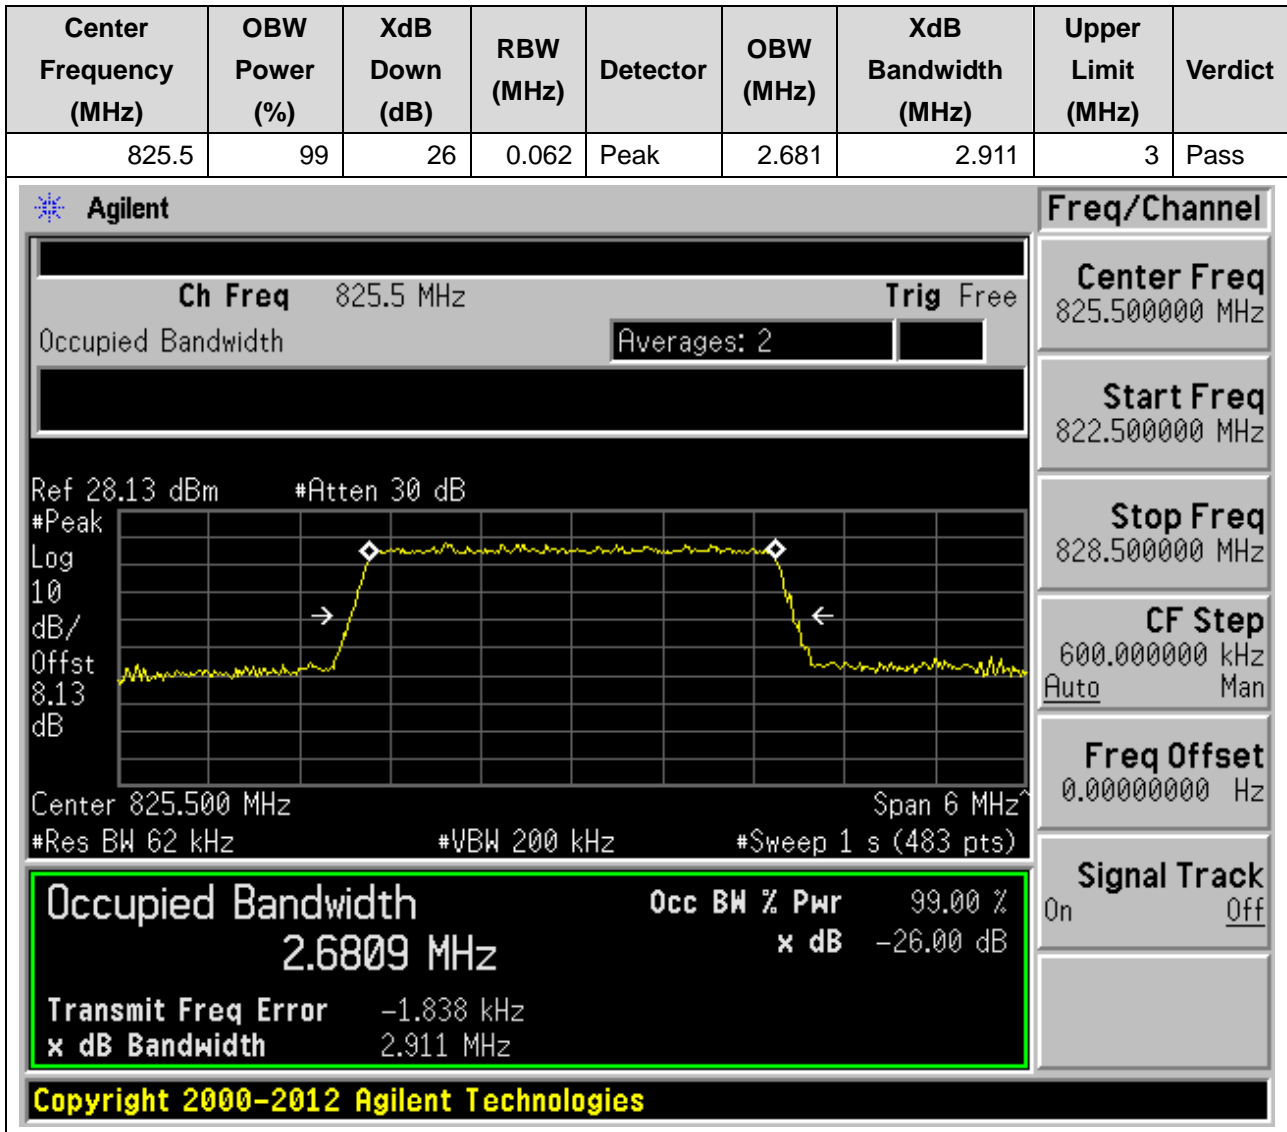 Center Frequency (MHz) OBW Power (%) XdB Down (dB) RBW (MHz) Detector OBW (MHz) XdB Bandwidth (MHz) Upper Limit (MHz) Verdict
825.5 99 26 0.062 Peak 2.681 2.911 3 Pass
Agilent
Freq/Channel
Ch Freq 825.5 MHz Trig Free
Occupied Bandwidth Averages: 2
Center Freq
825.500000 MHz
Start Freq
822.500000 MHz
Stop Freq
828.500000 MHz
CF Step
600.000000 kHz
Auto Man
Freq Offset
0.00000000 Hz
Signal Track
On Off
Ref 28.13 dBm #Atten 30 dB
#Peak
Log
10
dB/
Offst
8.13
dB
Center 825.500 MHz Span 6 MHz^
#Res BW 62 kHz #VBW 200 kHz #Sweep 1 s (483 pts)
Occupied Bandwidth
2.6809 MHz
Occ BW % Pwr 99.00 %
x dB -26.00 dB
Transmit Freq Error -1.838 kHz
x dB Bandwidth 2.911 MHz
Copyright 2000-2012 Agilent Technologies